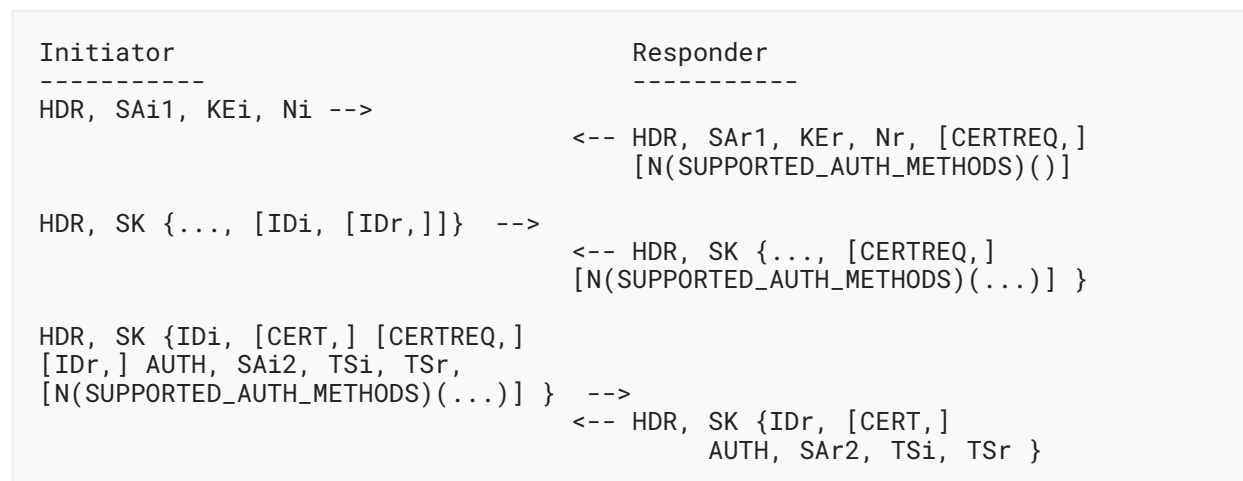 Initiator                           Responder
-----------                         -----------
HDR, SAi1, KEi, Ni -->
                                <-- HDR, SAr1, KEr, Nr, [CERTREQ,]
                                    [N(SUPPORTED_AUTH_METHODS)()]

HDR, SK {..., [IDi, [IDr,]]}  -->
                                <-- HDR, SK {..., [CERTREQ,]
                                [N(SUPPORTED_AUTH_METHODS)(...)] }

HDR, SK {IDi, [CERT,] [CERTREQ,]
[IDr,] AUTH, SAi2, TSi, TSr,
[N(SUPPORTED_AUTH_METHODS)(...)] }  -->
                                <-- HDR, SK {IDr, [CERT,]
                                         AUTH, SAr2, TSi, TSr }